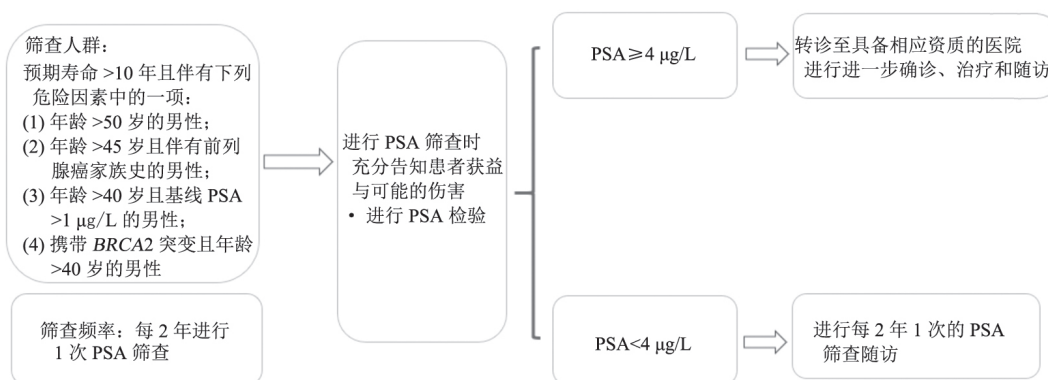 筛查人群：
预期寿命 >10 年且伴有下列
危险因素中的一项：
(1) 年龄 >50 岁的男性；
(2) 年龄 >45 岁且伴有前列
腺癌家族史的男性；
(3) 年龄 >40 岁且基线 PSA
>1 μg/L 的男性；
(4) 携带 BRCA2 突变且年龄
>40 岁的男性
筛查频率：每 2 年进行
1 次 PSA 筛查
进行 PSA 筛查时
充分告知患者获益
与可能的伤害
• 进行 PSA 检验
PSA≥4 μg/L
转诊至具备相应资质的医院
进行进一步确诊、治疗和随访
PSA<4 μg/L
进行每 2 年 1 次的 PSA
筛查随访